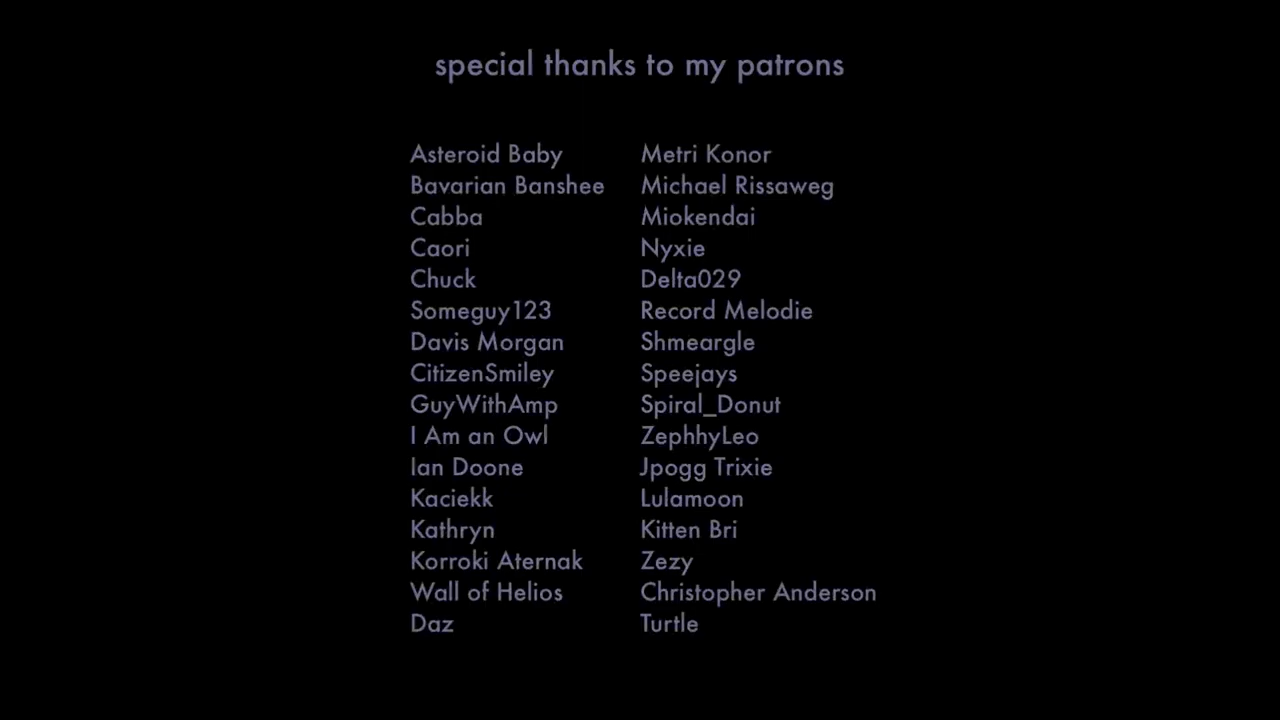 special thanks to my patrons
Asteroid Baby
Bavarian Banshee
Cabba
Caori
Chuck
Someguy123
Davis Morgan
CitizenSmiley
GuyWithAmp
I Am an Owl
Ian Doone
Kaciekk
Kathryn
Korroki Aternak
Wall of Helios
Daz
Metri Konor
Michael Rissaweg
Miokendai
Nyxie
Delta029
Record Melodie
Shmeargle
Speejays
Spiral_Donut
ZephhyLeo
Jpogg Trixie
Lulamoon
Kitten Bri
Zezy
Christopher Anderson
Turtle